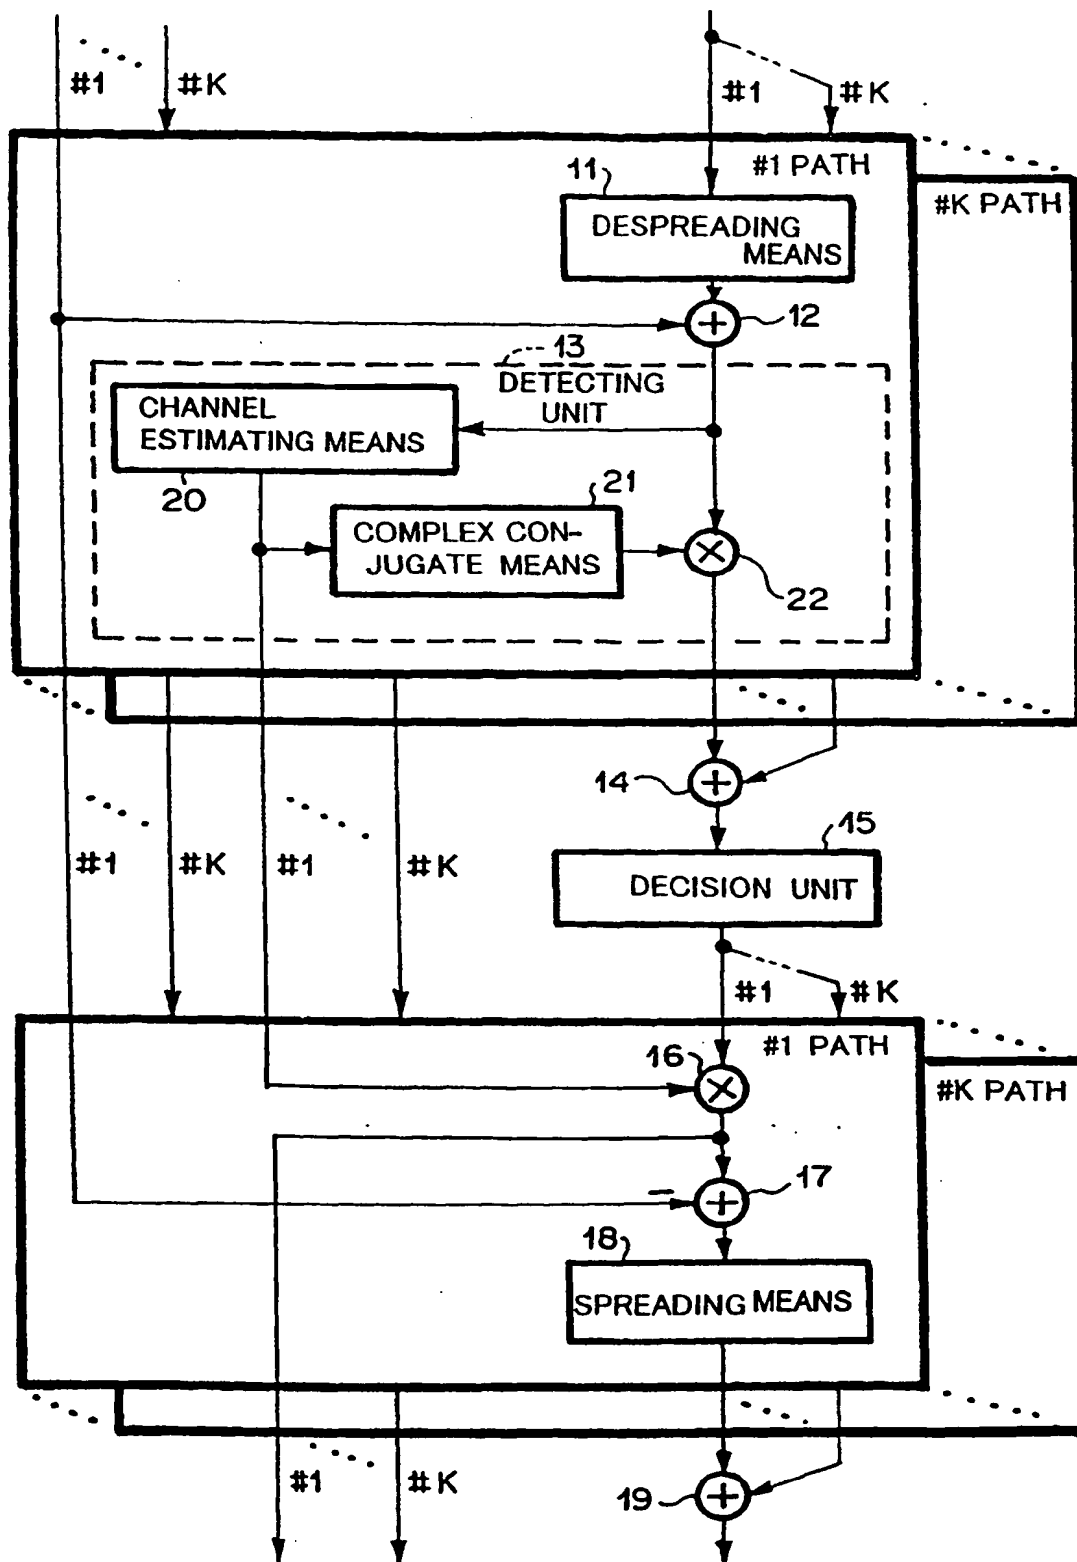 #1
#K
#1
#K
#1 PATH
#K PATH
11
DESPREADING
MEANS
12
13
DETECTING
UNIT
CHANNEL
ESTIMATING MEANS
20
21
COMPLEX CON-
JUGATE MEANS
22
14
15
#1
#K
#1
#K
DECISION UNIT
#1
#K
#1 PATH
#K PATH
16
17
18
SPREADING MEANS
#1
#K
19